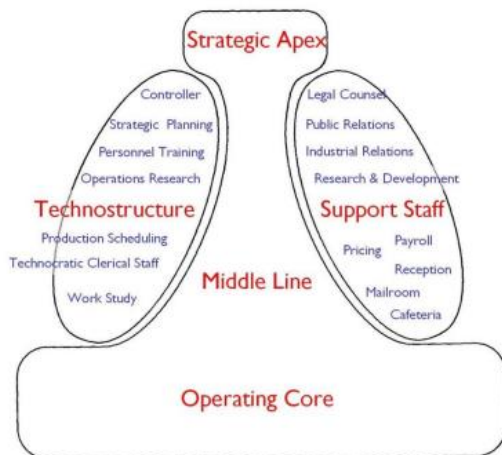 Strategic Apex
Controller
Strategic Planning
Personnel Training
Operations Research
Technostructure
Production Scheduling
Technocratic Clerical Staff
Work Study
Legal Counsel
Public Relations
Industrial Relations
Research & Development
Support Staff
Pricing
Payroll
Reception
Mailroom
Cafeteria
Middle Line
Operating Core